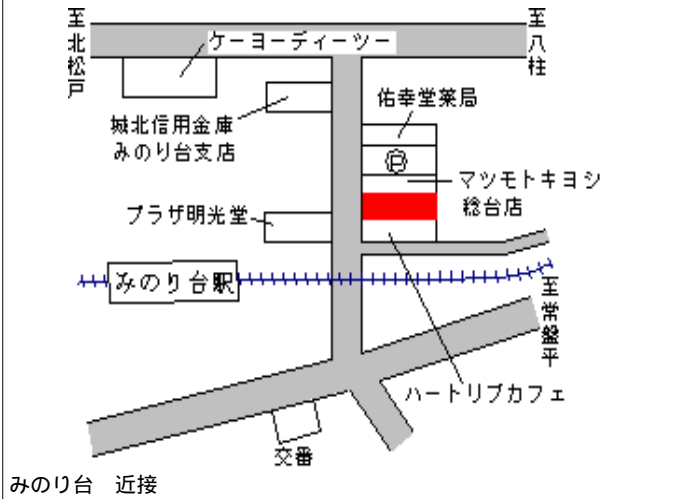 至北松戸
至八柱
ケーヨーディーツー
佑幸堂薬局
城北信用金庫
みのり台支店
P
マツモトキヨシ
稔台店
プラザ明光堂
みのり台駅
至常盤平
ハートリブカフェ
交番
みのり台　近接